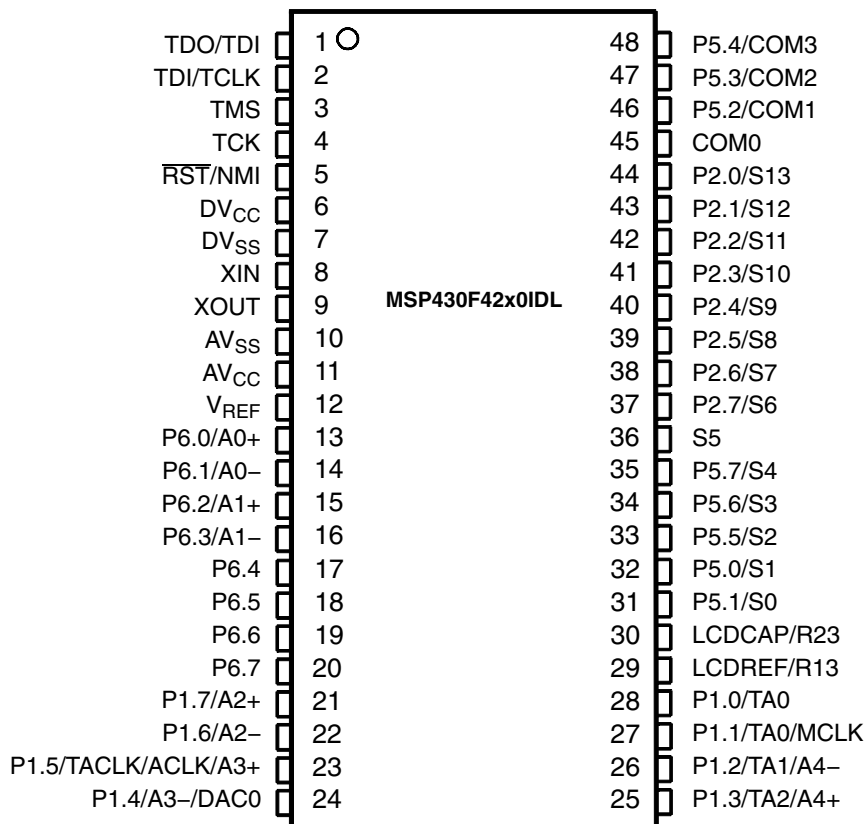 TDO/TDI 1 48 P5.4/COM3
TDI/TCLK 2 47 P5.3/COM2
TMS 3 46 P5.2/COM1
TCK 4 45 COM0
R̅S̅T̅/NMI 5 44 P2.0/S13
DVCC 6 43 P2.1/S12
DVSS 7 42 P2.2/S11
XIN 8 41 P2.3/S10
XOUT 9 MSP430F42x0IDL 40 P2.4/S9
AVSS 10 39 P2.5/S8
AVCC 11 38 P2.6/S7
VREF 12 37 P2.7/S6
P6.0/A0+ 13 36 S5
P6.1/A0− 14 35 P5.7/S4
P6.2/A1+ 15 34 P5.6/S3
P6.3/A1− 16 33 P5.5/S2
P6.4 17 32 P5.0/S1
P6.5 18 31 P5.1/S0
P6.6 19 30 LCDCAP/R23
P6.7 20 29 LCDREF/R13
P1.7/A2+ 21 28 P1.0/TA0
P1.6/A2− 22 27 P1.1/TA0/MCLK
P1.5/TACLK/ACLK/A3+ 23 26 P1.2/TA1/A4−
P1.4/A3−/DAC0 24 25 P1.3/TA2/A4+